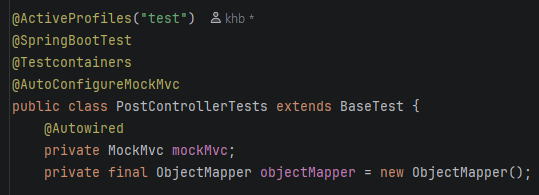 @ActiveProfiles("test") khb *
@SpringBootTest
@Testcontainers
@AutoConfigureMockMvc
public class PostControllerTests extends BaseTest {
    @Autowired
    private MockMvc mockMvc;
    private final ObjectMapper objectMapper = new ObjectMapper();